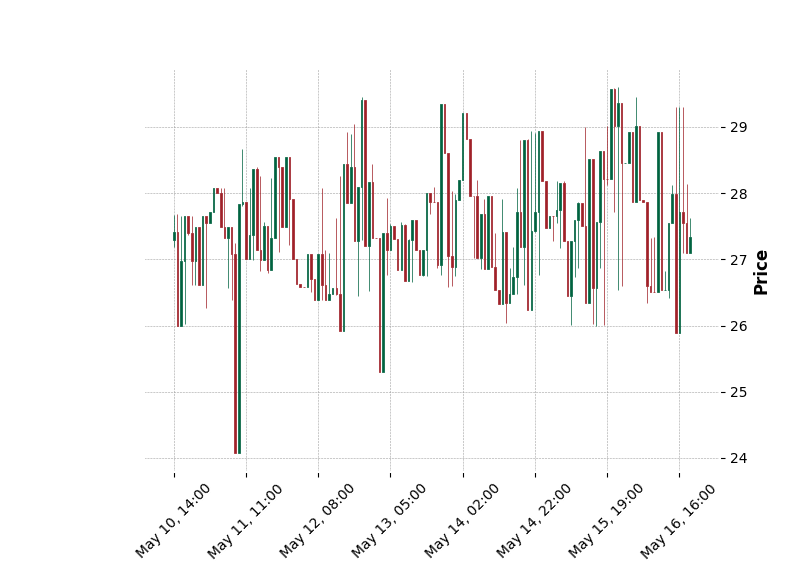 29
28
27
26
25
24
Price
May 10, 14:00
May 11, 11:00
May 12, 08:00
May 13, 05:00
May 14, 02:00
May 14, 22:00
May 15, 19:00
May 16, 16:00